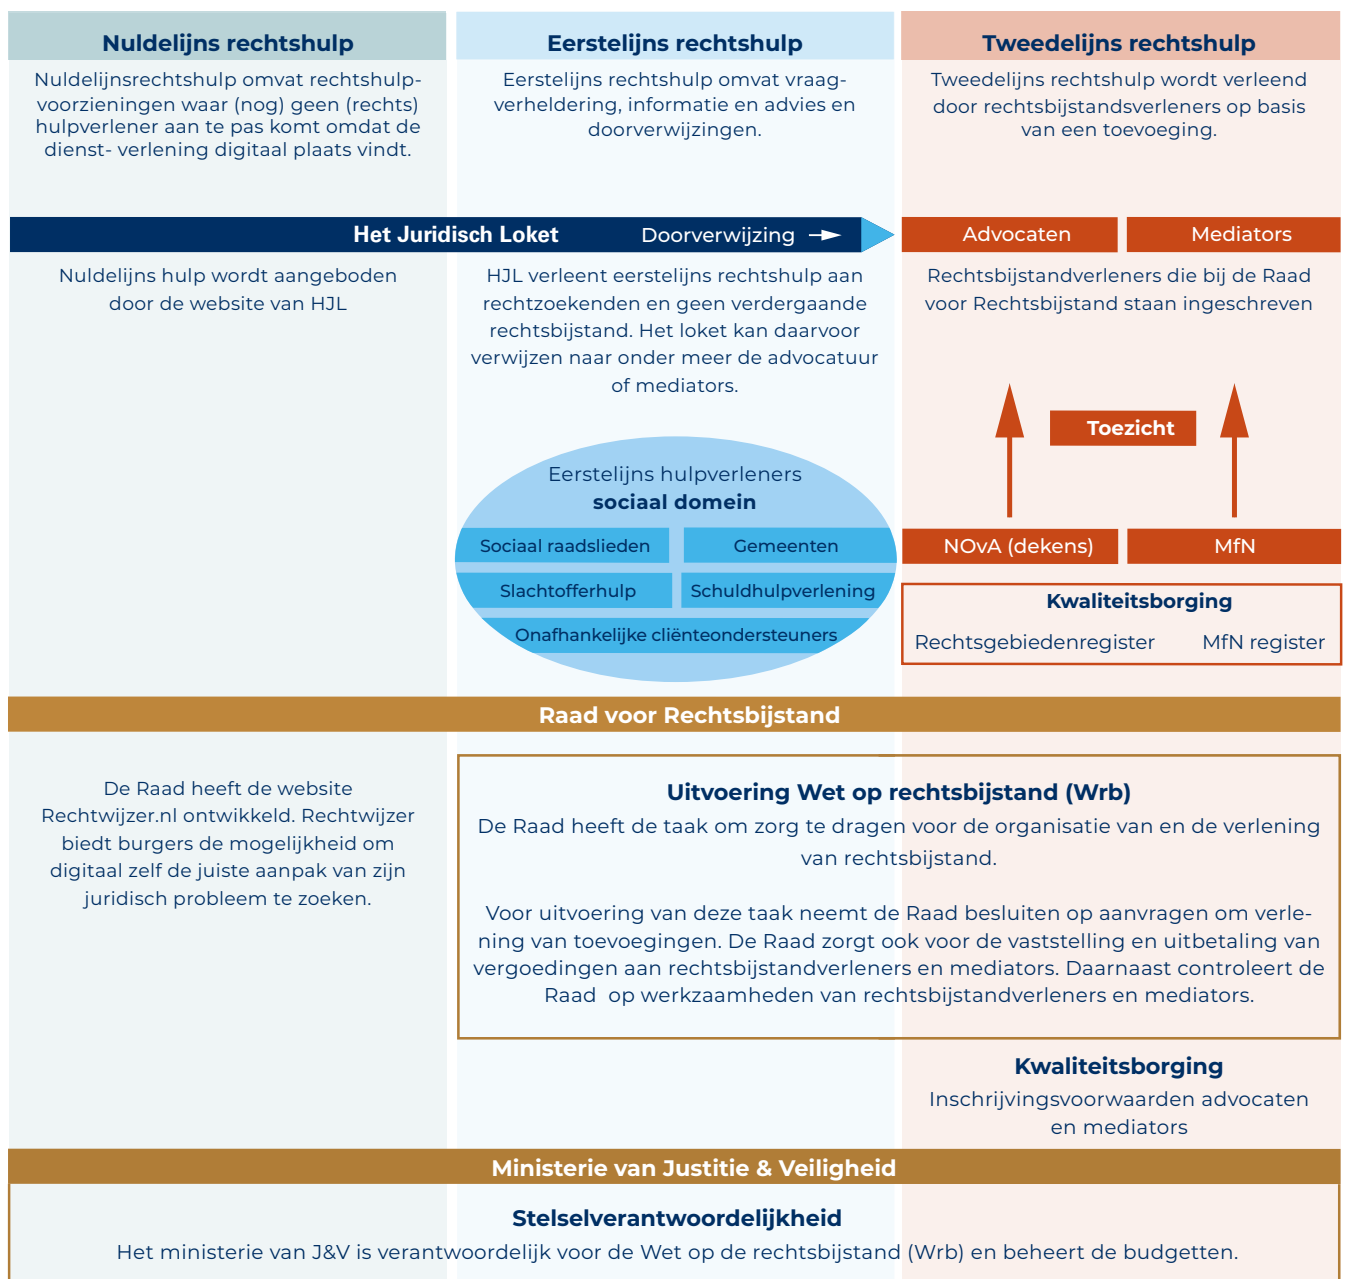 Nuldelijns rechtshulp
Nuldelijnsrechtshulp omvat rechtshulp-
voorzieningen waar (nog) geen (rechts)
hulpverlener aan te pas komt omdat de
dienst- verlening digitaal plaats vindt.
Eerstelijns rechtshulp
Eerstelijns rechtshulp omvat vraag-
verheldering, informatie en advies en
doorverwijzingen.
Tweedelijns rechtshulp
Tweedelijns rechtshulp wordt verleend
door rechtsbijstandsverleners op basis
van een toevoeging.
Het Juridisch Loket Doorverwijzing
Advocaten
Mediators
Nuldelijns hulp wordt aangeboden
door de website van HJL
HJL verleent eerstelijns rechtshulp aan
rechtzoekenden en geen verdergaande
rechtsbijstand. Het loket kan daarvoor
verwijzen naar onder meer de advocatuur
of mediators.
Rechtsbijstandverleners die bij de Raad
voor Rechtsbijstand staan ingeschreven
Toezicht
Eerstelijns hulpverleners
sociaal domein
Sociaal raadslieden
Gemeenten
Slachtofferhulp
Schuldhulpverlening
Onafhankelijke cliënteondersteuners
NOvA (dekens)
MfN
Kwaliteitsborging
Rechtsgebiedenregister MfN register
Raad voor Rechtsbijstand
De Raad heeft de website
Rechtwijzer.nl ontwikkeld. Rechtwijzer
biedt burgers de mogelijkheid om
digitaal zelf de juiste aanpak van zijn
juridisch probleem te zoeken.
Uitvoering Wet op rechtsbijstand (Wrb)
De Raad heeft de taak om zorg te dragen voor de organisatie van en de verlening
van rechtsbijstand.
Voor uitvoering van deze taak neemt de Raad besluiten op aanvragen om verle-
ning van toevoegingen. De Raad zorgt ook voor de vaststelling en uitbetaling van
vergoedingen aan rechtsbijstandverleners en mediators. Daarnaast controleert de
Raad op werkzaamheden van rechtsbijstandverleners en mediators.
Kwaliteitsborging
Inschrijvingsvoorwaarden advocaten
en mediators
Ministerie van Justitie & Veiligheid
Stelselverantwoordelijkheid
Het ministerie van J&V is verantwoordelijk voor de Wet op de rechtsbijstand (Wrb) en beheert de budgetten.